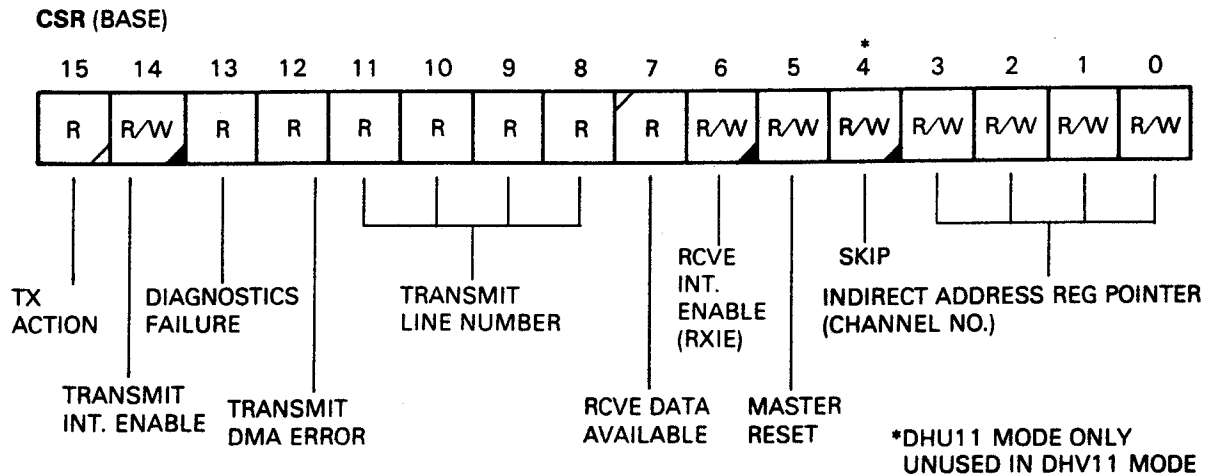 CSR (BASE)
*
15 14 13 12 11 10 9 8 7 6 5 4 3 2 1 0
R R/W R R R R R R R R/W R/W R/W R/W R/W R/W R/W
TX
ACTION
DIAGNOSTICS
FAILURE
TRANSMIT
LINE NUMBER
RCVE
INT.
ENABLE
(RXIE)
SKIP
INDIRECT ADDRESS REG POINTER
(CHANNEL NO.)
TRANSMIT
INT. ENABLE
TRANSMIT
DMA ERROR
RCVE DATA
AVAILABLE
MASTER
RESET
*DHU11 MODE ONLY
UNUSED IN DHV11 MODE